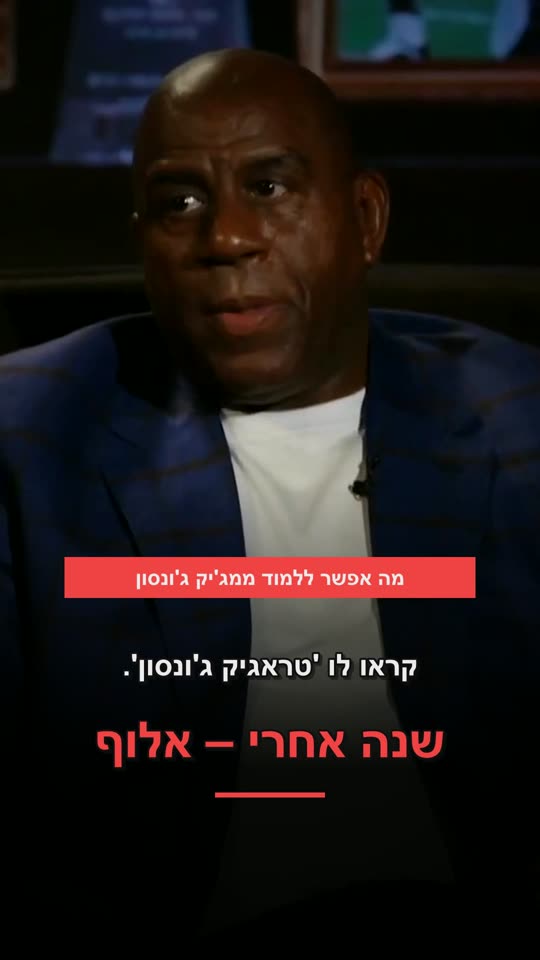 מה אפשר ללמוד ממג'יק ג'ונסון
קראו לו 'טראגיק ג'ונסון'.
שנה אחרי – אלוף